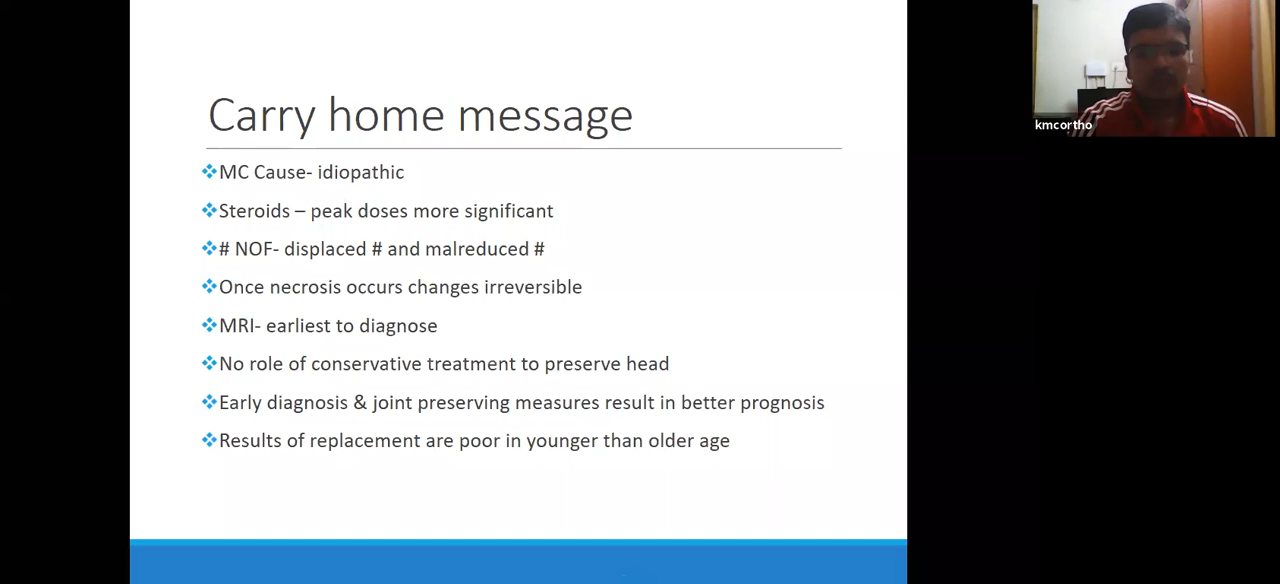 Carry home message
MC Cause- idiopathic
Steroids – peak doses more significant
# NOF- displaced # and malreduced #
Once necrosis occurs changes irreversible
MRI- earliest to diagnose
No role of conservative treatment to preserve head
Early diagnosis & joint preserving measures result in better prognosis
Results of replacement are poor in younger than older age
kmcortho